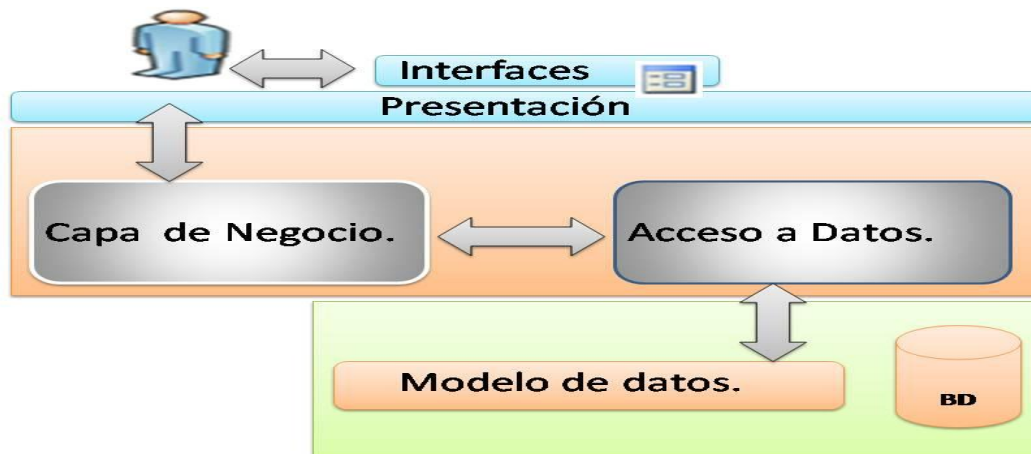 Interfaces
Presentación
Capa de Negocio.
Acceso a Datos.
Modelo de datos.
BD